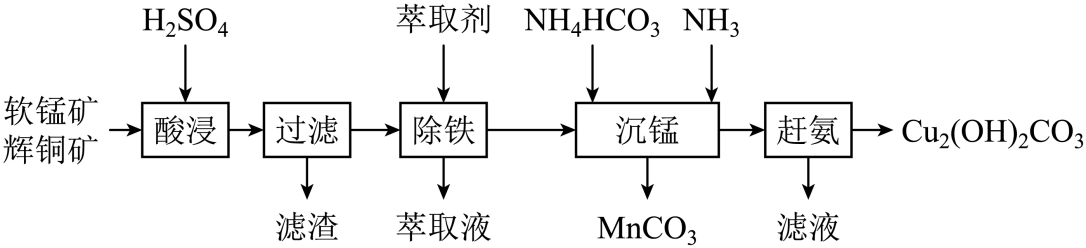 H₂SO₄
萃取剂
NH₄HCO₃
NH₃
软锰矿
辉铜矿
酸浸
过滤
除铁
沉锰
赶氨
Cu₂(OH)₂CO₃
滤渣
萃取液
MnCO₃
滤液